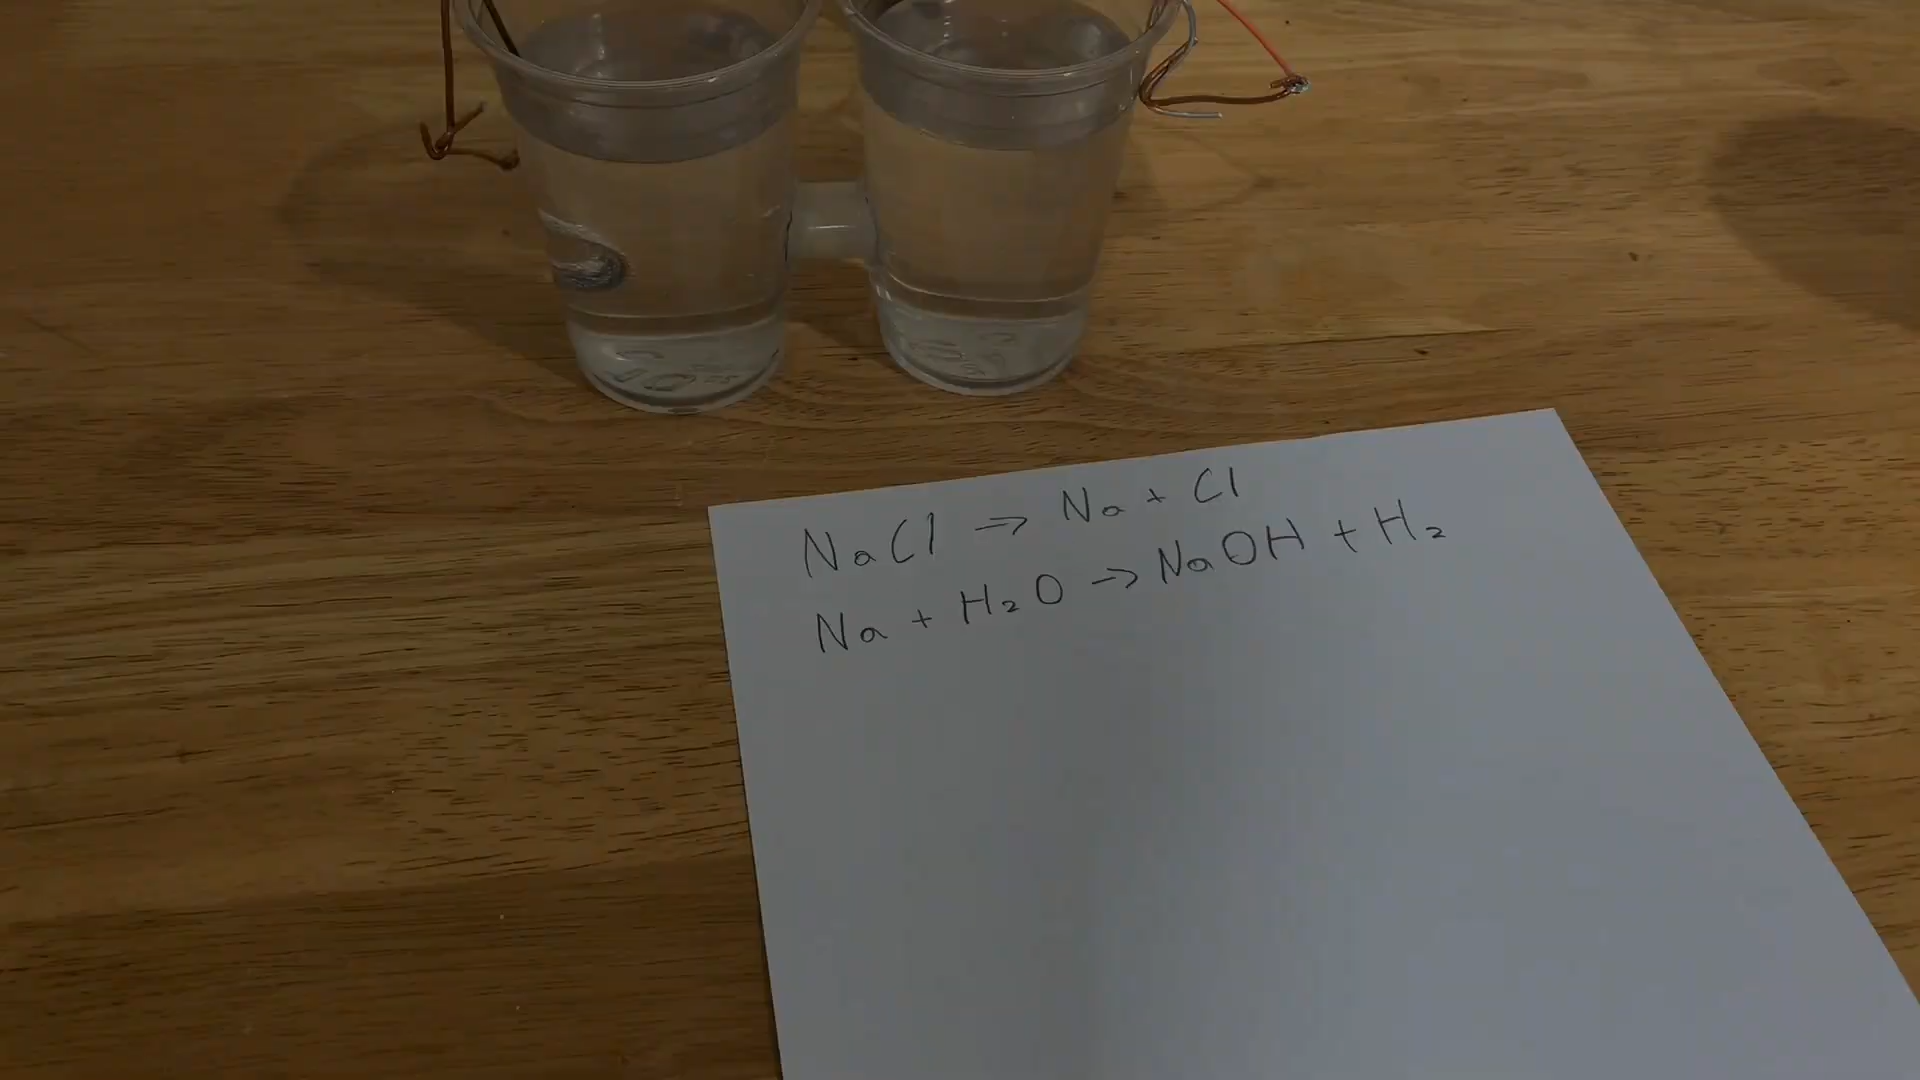 NaCl → Na + Cl
Na + H₂O → NaOH + H₂